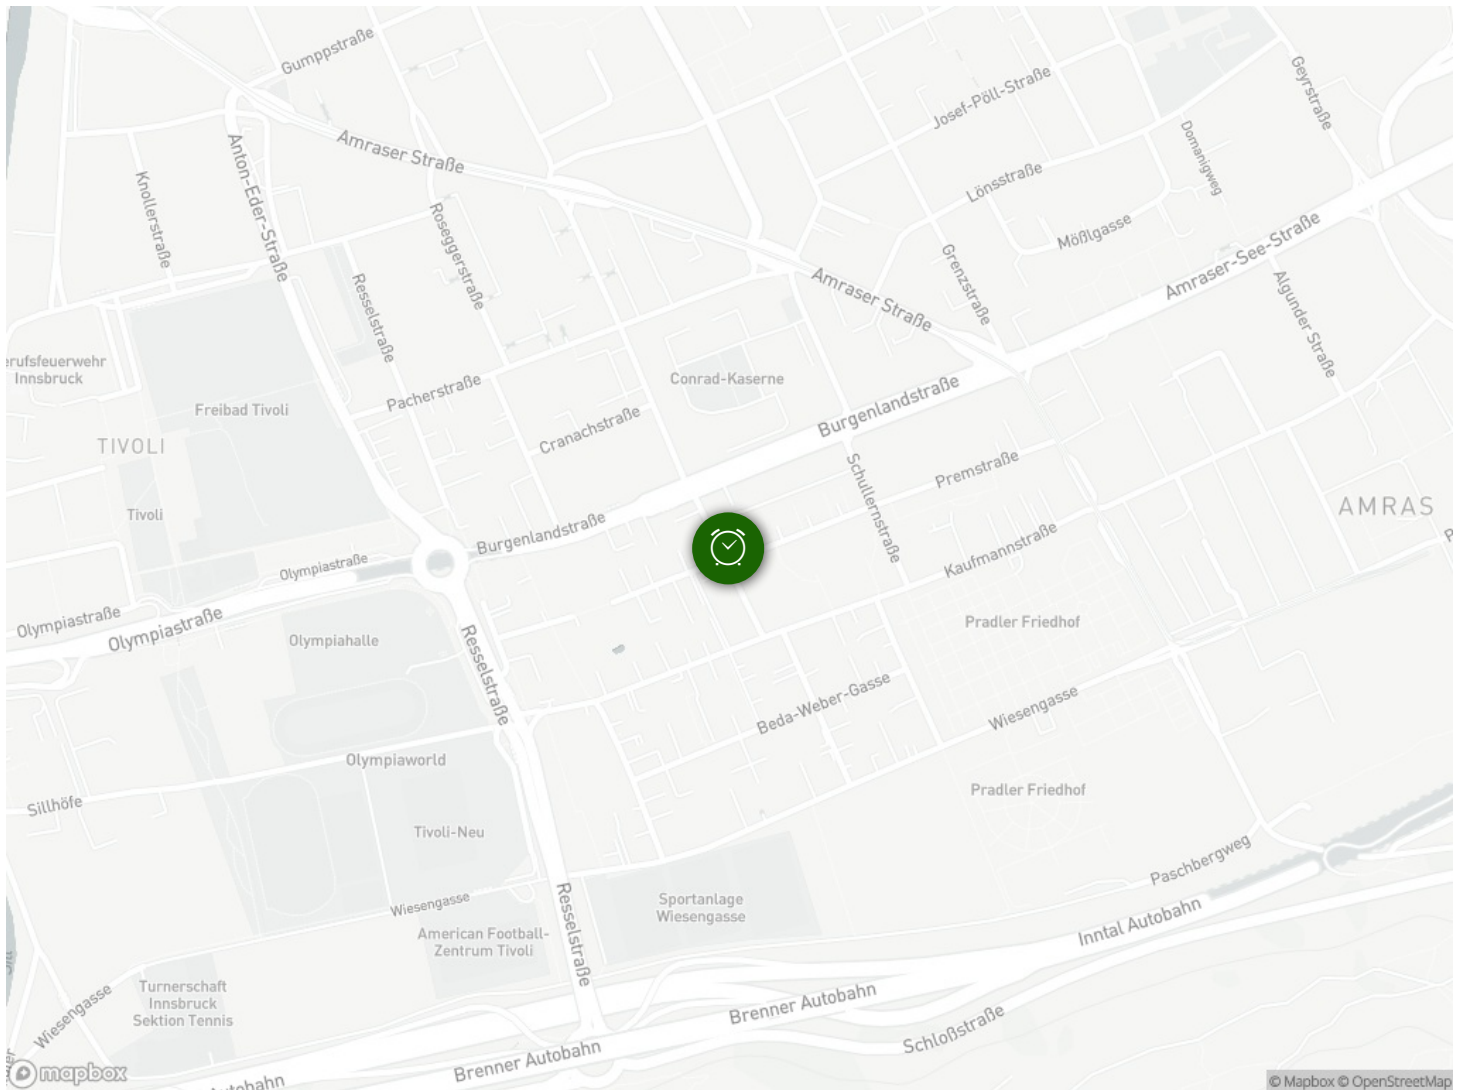 Gumppstraße
Josef-Pöll-Straße
Geyrstraße
Amraser Straße
Anton-Eder-Straße
Domanigweg
Knollerstraße
Lönsstraße
Roseggerstraße
Mößlgasse
Amraser-See-Straße
Grenzstraße
Resselstraße
Amraser Straße
Algunder Straße
erufsfeuerwehr
Innsbruck
Conrad-Kaserne
Pacherstraße
Freibad Tivoli
Burgenlandstraße
Cranachstraße
TIVOLI
Premstraße
Schullernstraße
AMRAS
Tivoli
Burgenlandstraße
Kaufmannstraße
P
Olympiastraße
Olympiastraße
Olympiastraße
Olympiahalle
Pradler Friedhof
Resselstraße
Beda-Weber-Gasse
Wiesengasse
Olympiaworld
Pradler Friedhof
Sillhöfe
Tivoli-Neu
Paschbergweg
Wiesengasse
Sportanlage
Wiesengasse
Resselstraße
American Football-
Zentrum Tivoli
Inntal Autobahn
Sill
Turnerschaft
Innsbruck
Sektion Tennis
Wiesengasse
Brenner Autobahn
Schloßstraße
Brenner Autobahn
utobahn
mapbox
© Mapbox © OpenStreetMap